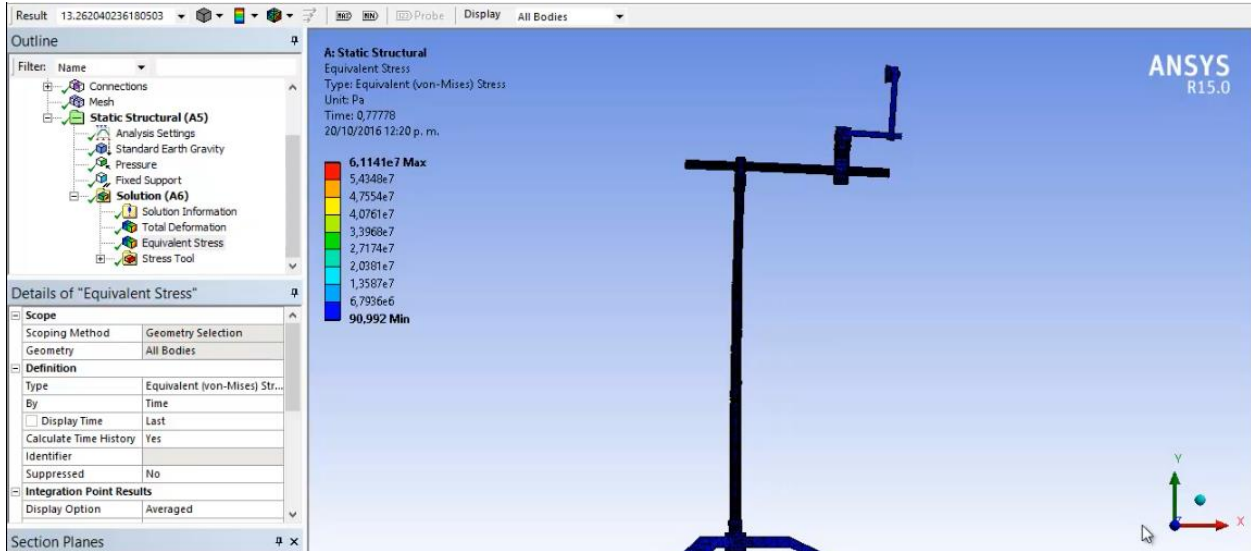 Result 13.262040236180503 MAX MIN Probe Display All Bodies
Outline
Filter: Name
Connections
Mesh
Static Structural (A5)
Analysis Settings
Standard Earth Gravity
Pressure
Fixed Support
Solution (A6)
Solution Information
Total Deformation
Equivalent Stress
Stress Tool
Details of "Equivalent Stress"
Scope
Scoping Method Geometry Selection
Geometry All Bodies
Definition
Type Equivalent (von-Mises) Str...
By Time
Display Time Last
Calculate Time History Yes
Identifier
Suppressed No
Integration Point Results
Display Option Averaged
Section Planes
A: Static Structural
Equivalent Stress
Type: Equivalent (von-Mises) Stress
Unit: Pa
Time: 0,77778
20/10/2016 12:20 p. m.
6,1141e7 Max
5,4348e7
4,7554e7
4,0761e7
3,3968e7
2,7174e7
2,0381e7
1,3587e7
6,7936e6
90,992 Min
ANSYS
R15.0
Y
X